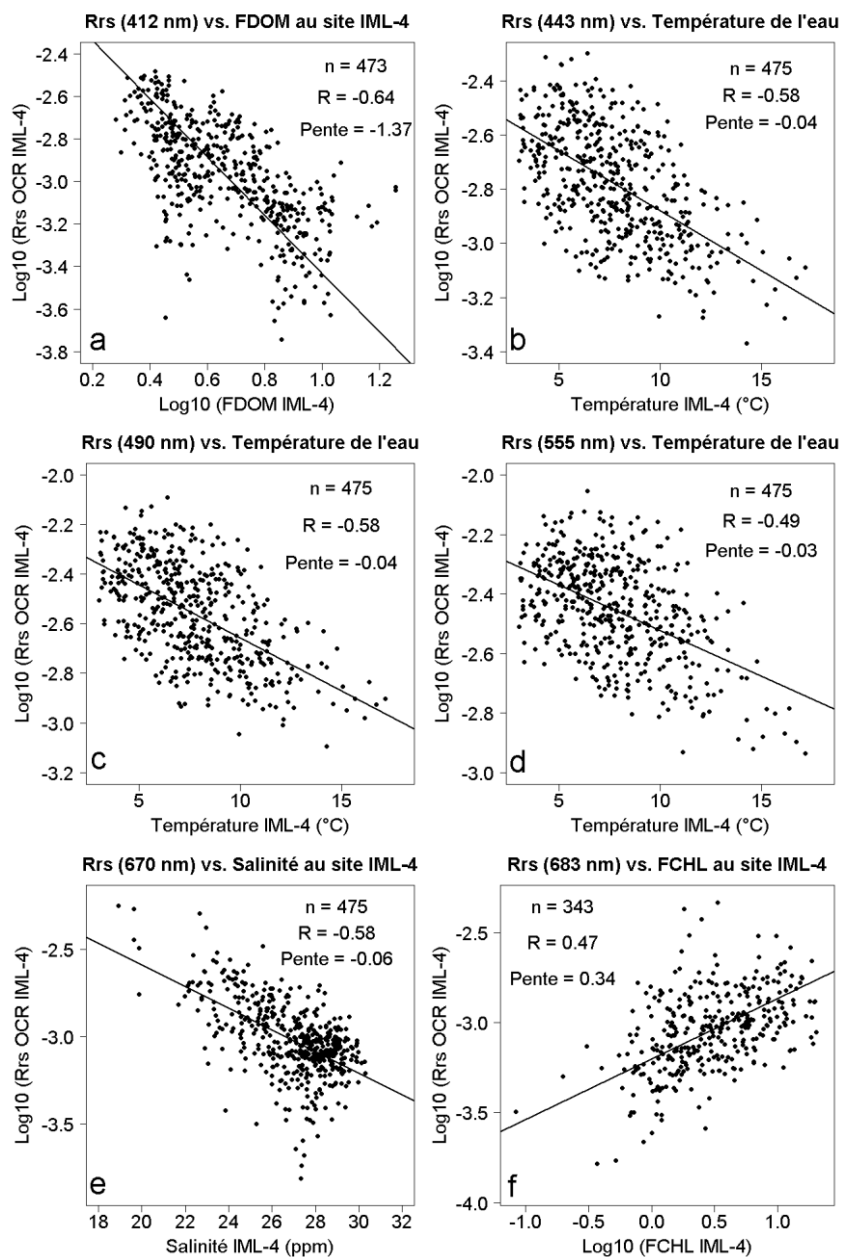 Rrs (412 nm) vs. FDOM au site IML-4
n = 473
R = -0.64
Pente = -1.37
Log10 (Rrs OCR IML-4)
-2.4
-2.6
-2.8
-3.0
-3.2
-3.4
-3.6
-3.8
a
0.2 0.4 0.6 0.8 1.0 1.2
Log10 (FDOM IML-4)
Rrs (443 nm) vs. Température de l'eau
n = 475
R = -0.58
Pente = -0.04
Log10 (Rrs OCR IML-4)
-2.4
-2.6
-2.8
-3.0
-3.2
-3.4
b
5 10 15
Température IML-4 (°C)
Rrs (490 nm) vs. Température de l'eau
n = 475
R = -0.58
Pente = -0.04
Log10 (Rrs OCR IML-4)
-2.0
-2.2
-2.4
-2.6
-2.8
-3.0
-3.2
c
5 10 15
Température IML-4 (°C)
Rrs (555 nm) vs. Température de l'eau
n = 475
R = -0.49
Pente = -0.03
Log10 (Rrs OCR IML-4)
-2.0
-2.2
-2.4
-2.6
-2.8
-3.0
d
5 10 15
Température IML-4 (°C)
Rrs (670 nm) vs. Salinité au site IML-4
n = 475
R = -0.58
Pente = -0.06
Log10 (Rrs OCR IML-4)
-2.5
-3.0
-3.5
e
18 20 22 24 26 28 30 32
Salinité IML-4 (ppm)
Rrs (683 nm) vs. FCHL au site IML-4
n = 343
R = 0.47
Pente = 0.34
Log10 (Rrs OCR IML-4)
-2.5
-3.0
-3.5
-4.0
f
-1.0 -0.5 0.0 0.5 1.0
Log10 (FCHL IML-4)